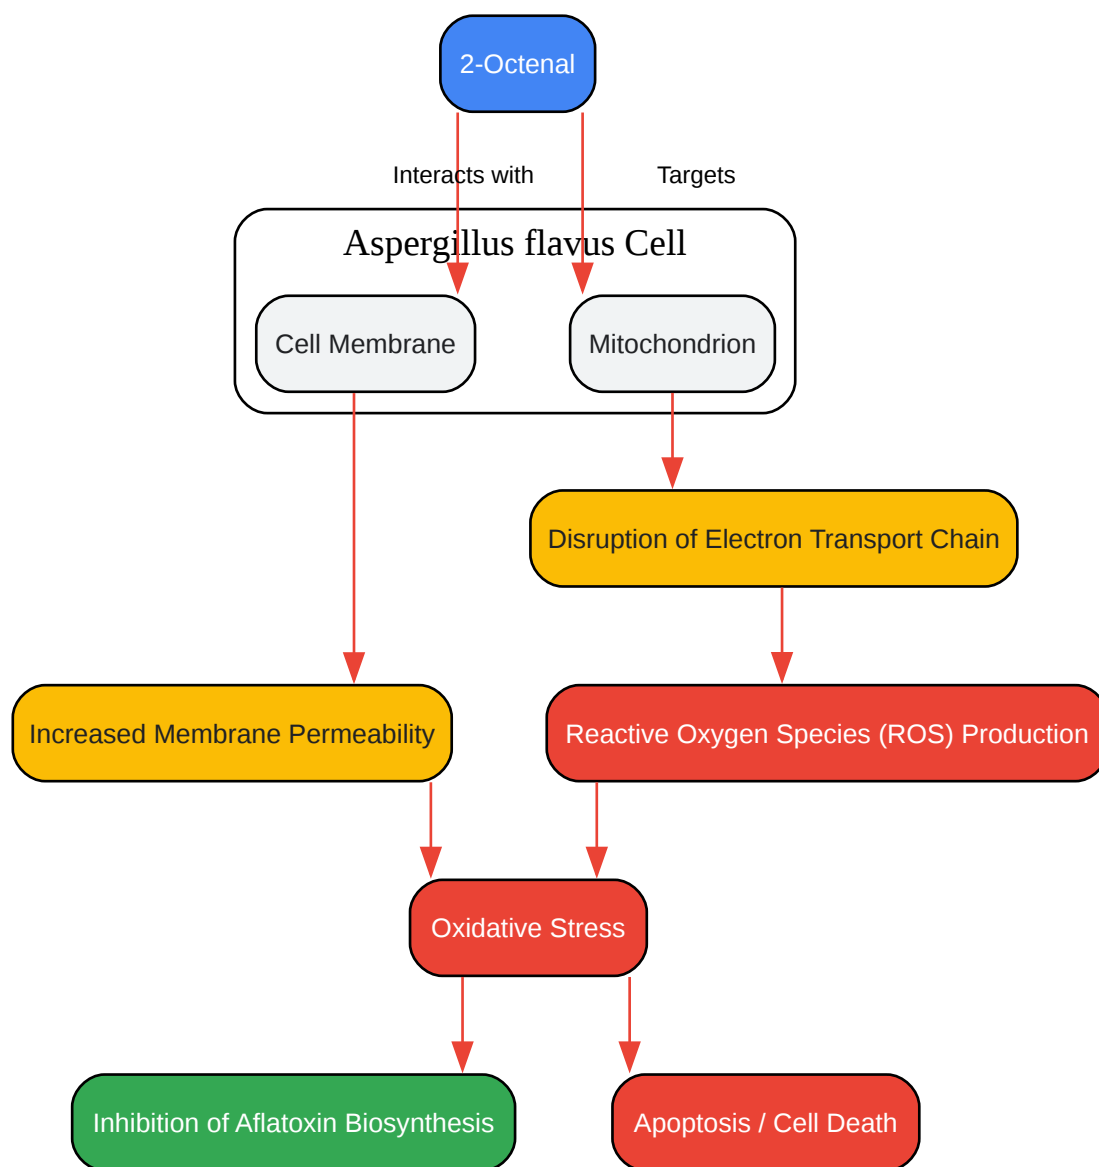 2-Octenal
Interacts with
Targets
Aspergillus flavus Cell
Cell Membrane
Mitochondrion
Disruption of Electron Transport Chain
Increased Membrane Permeability
Reactive Oxygen Species (ROS) Production
Oxidative Stress
Inhibition of Aflatoxin Biosynthesis
Apoptosis / Cell Death